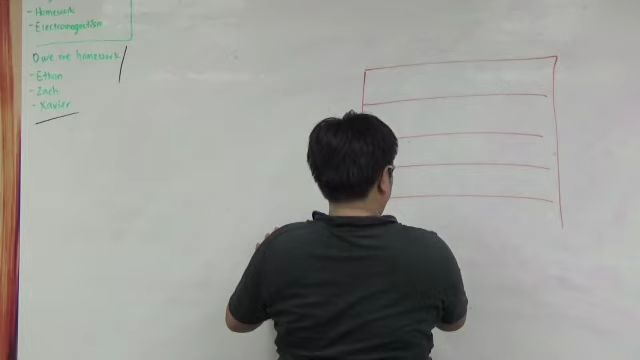 - Homework
- Electromagnetism
Owe me homework
- Ethan
- Zach
- Xavier